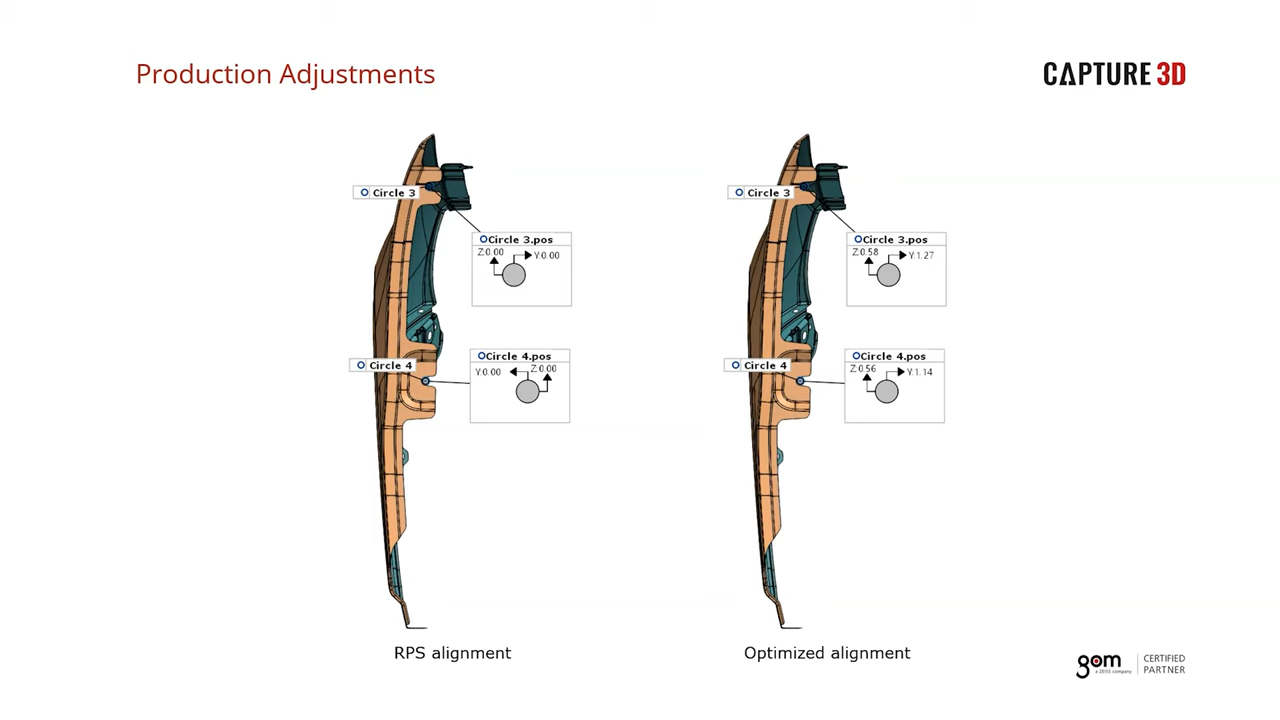 Production Adjustments
CAPTURE 3D
Circle 3
Circle 3.pos
Z:0.00
Y:0.00
Circle 4
Circle 4.pos
Y:0.00
Z:0.00
RPS alignment
Circle 3
Circle 3.pos
Z:0.58
Y:1.27
Circle 4
Circle 4.pos
Z:0.56
Y:1.14
Optimized alignment
gom
a ZEISS company
CERTIFIED
PARTNER